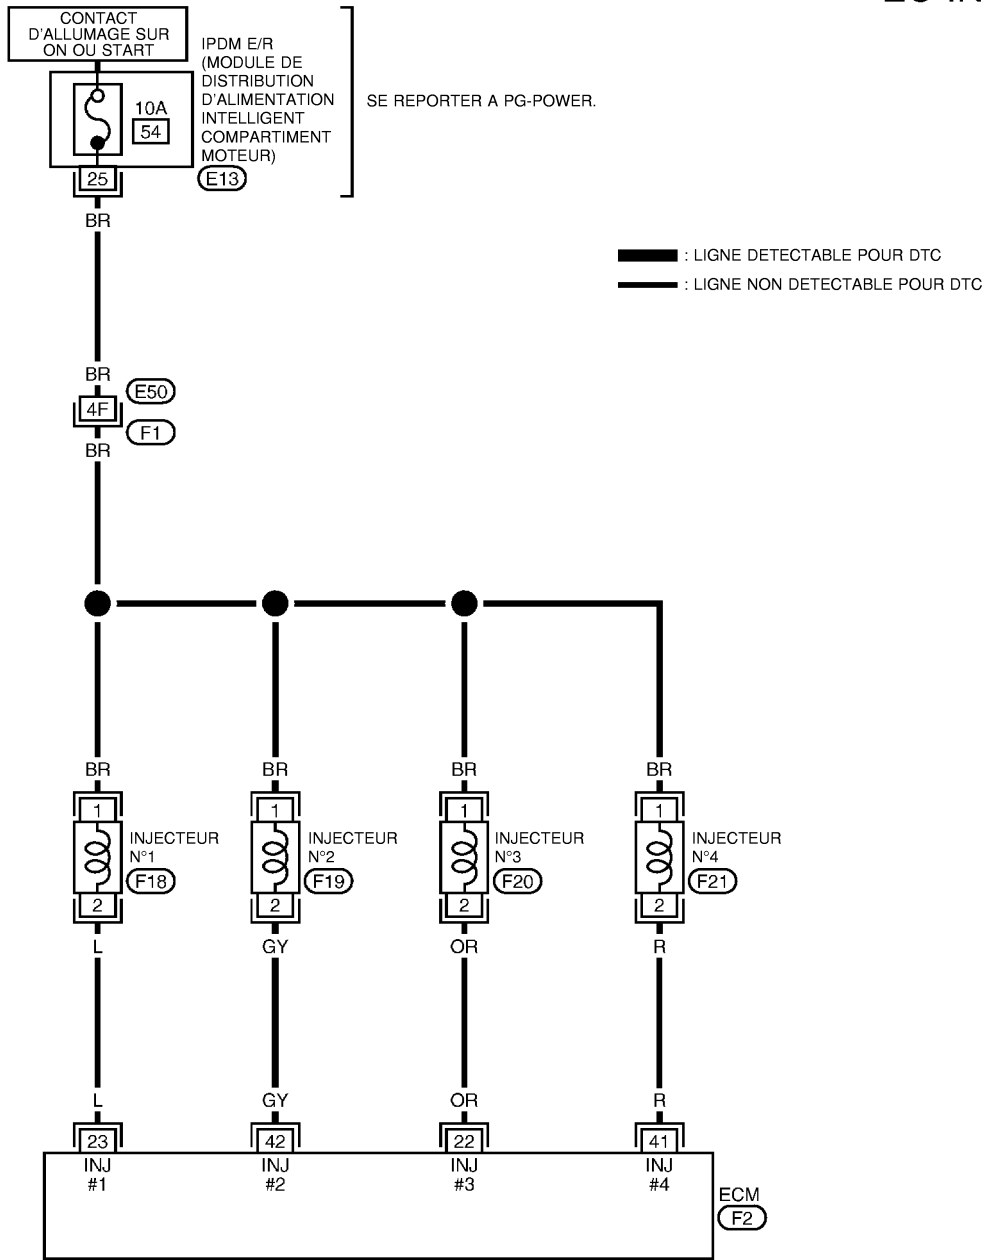 CONTACT
D'ALLUMAGE SUR
ON OU START
IPDM E/R
(MODULE DE
DISTRIBUTION
D'ALIMENTATION
INTELLIGENT
COMPARTIMENT
MOTEUR)
E13
10A
54
SE REPORTER A PG-POWER.
25
BR
: LIGNE DETECTABLE POUR DTC
: LIGNE NON DETECTABLE POUR DTC
BR
E50
4F
F1
BR
BR BR BR BR
1 1 1 1
INJECTEUR
N°1
F18
INJECTEUR
N°2
F19
INJECTEUR
N°3
F20
INJECTEUR
N°4
F21
2 2 2 2
L GY OR R
L GY OR R
23 42 22 41
INJ
#1
INJ
#2
INJ
#3
INJ
#4
ECM
F2